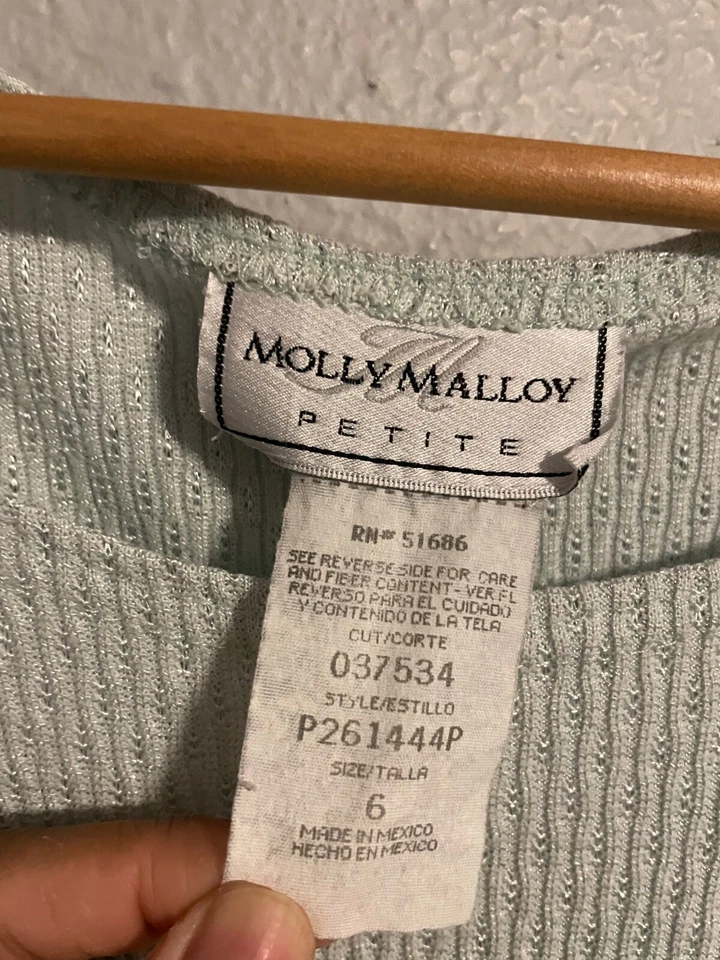 MOLLY MALLOY
PETITE
RN# 51686
SEE REVERSE SIDE FOR CARE
AND FIBER CONTENT-VER EL
REVERSO PARA EL CUIDADO
Y CONTENIDO DE LA TELA
CUT/CORTE
037534
STYLE/ESTILLO
P261444P
SIZE/TALLA
6
MADE IN MEXICO
HECHO EN MEXICO